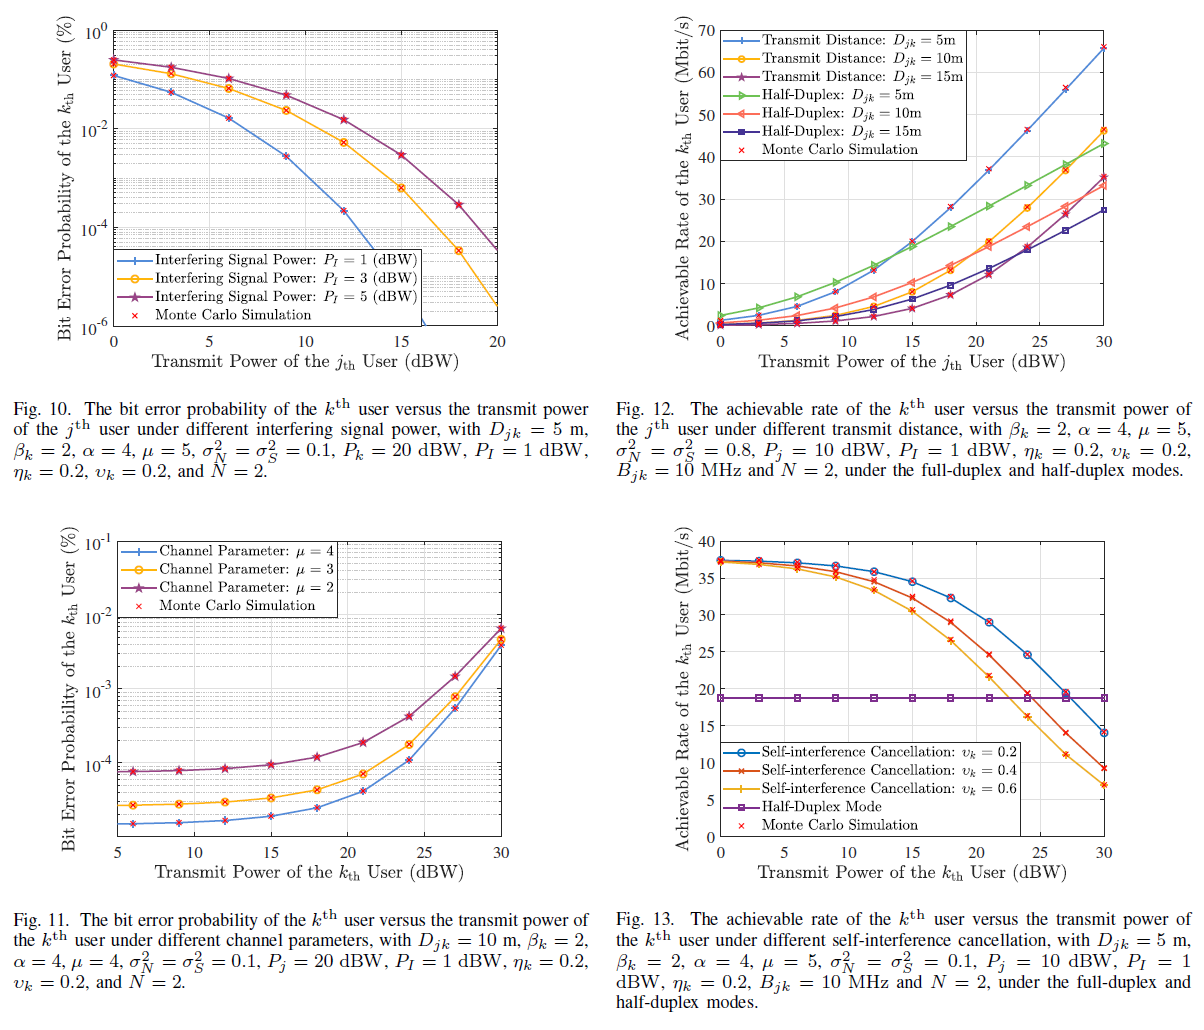 Bit Error Probability of the kth User (%)
10^0
10^-2
10^-4
10^-6
Interfering Signal Power: P_I = 1 (dBW)
Interfering Signal Power: P_I = 3 (dBW)
Interfering Signal Power: P_I = 5 (dBW)
Monte Carlo Simulation
0 5 10 15 20
Transmit Power of the jth User (dBW)
Fig. 10. The bit error probability of the k^th user versus the transmit power
of the j^th user under different interfering signal power, with D_jk = 5 m,
β_k = 2, α = 4, μ = 5, σ_N^2 = σ_S^2 = 0.1, P_k = 20 dBW, P_I = 1 dBW,
η_k = 0.2, υ_k = 0.2, and N = 2.
Achievable Rate of the kth User (Mbit/s)
70
60
50
40
30
20
10
0
Transmit Distance: D_jk = 5m
Transmit Distance: D_jk = 10m
Transmit Distance: D_jk = 15m
Half-Duplex: D_jk = 5m
Half-Duplex: D_jk = 10m
Half-Duplex: D_jk = 15m
Monte Carlo Simulation
0 5 10 15 20 25 30
Transmit Power of the jth User (dBW)
Fig. 12. The achievable rate of the k^th user versus the transmit power of
the j^th user under different transmit distance, with β_k = 2, α = 4, μ = 5,
σ_N^2 = σ_S^2 = 0.8, P_j = 10 dBW, P_I = 1 dBW, η_k = 0.2, υ_k = 0.2,
B_jk = 10 MHz and N = 2, under the full-duplex and half-duplex modes.
Bit Error Probability of the kth User (%)
10^-1
10^-2
10^-3
10^-4
Channel Parameter: μ = 4
Channel Parameter: μ = 3
Channel Parameter: μ = 2
Monte Carlo Simulation
5 10 15 20 25 30
Transmit Power of the kth User (dBW)
Fig. 11. The bit error probability of the k^th user versus the transmit power of
the k^th user under different channel parameters, with D_jk = 10 m, β_k = 2,
α = 4, μ = 4, σ_N^2 = σ_S^2 = 0.1, P_j = 20 dBW, P_I = 1 dBW, η_k = 0.2,
υ_k = 0.2, and N = 2.
Achievable Rate of the kth User (Mbit/s)
40
35
30
25
20
15
10
5
0
Self-interference Cancellation: υ_k = 0.2
Self-interference Cancellation: υ_k = 0.4
Self-interference Cancellation: υ_k = 0.6
Half-Duplex Mode
Monte Carlo Simulation
0 5 10 15 20 25 30
Transmit Power of the kth User (dBW)
Fig. 13. The achievable rate of the k^th user versus the transmit power of
the k^th user under different self-interference cancellation, with D_jk = 5 m,
β_k = 2, α = 4, μ = 5, σ_N^2 = σ_S^2 = 0.1, P_j = 10 dBW, P_I = 1
dBW, η_k = 0.2, B_jk = 10 MHz and N = 2, under the full-duplex and
half-duplex modes.